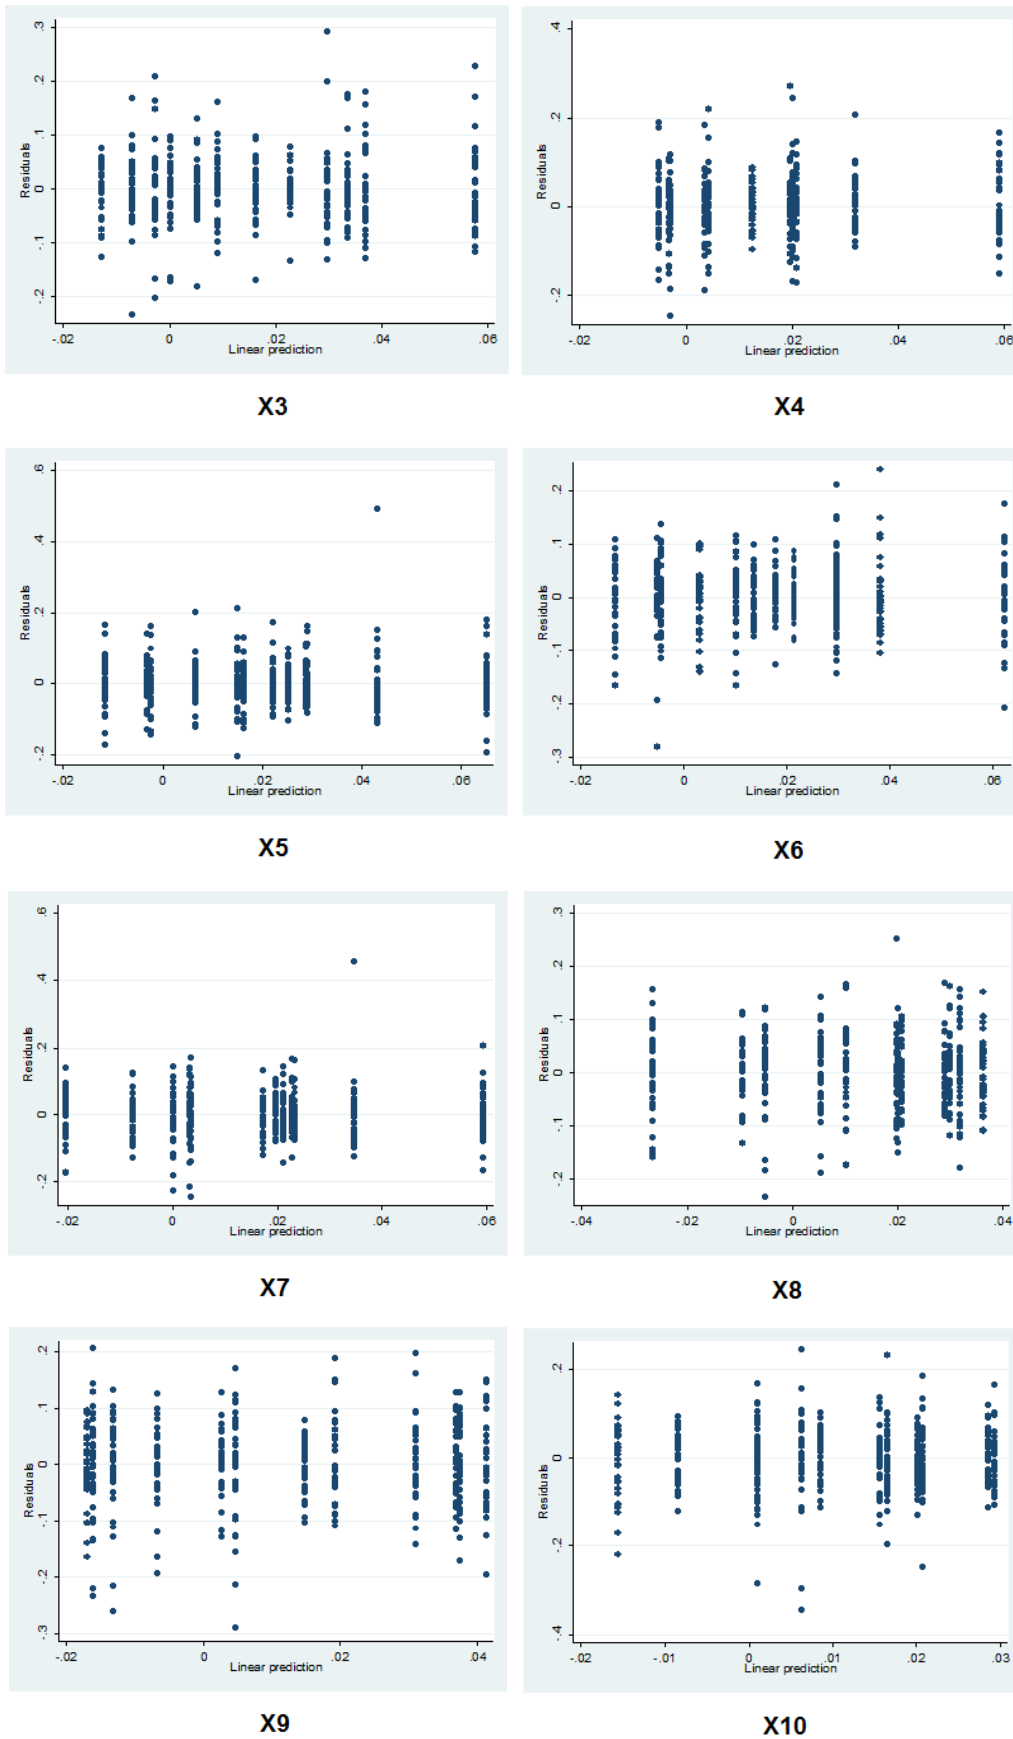 .3
.2
.1
0
-.1
-.2
Residuals
-.02 0 .02 .04 .06
Linear prediction
X3
.4
.2
0
-.2
Residuals
-.02 0 .02 .04 .06
Linear prediction
X4
.6
.4
.2
0
-.2
Residuals
-.02 0 .02 .04 .06
Linear prediction
X5
.2
.1
0
-.1
-.2
-.3
Residuals
-.02 0 .02 .04 .06
Linear prediction
X6
.6
.4
.2
0
-.2
Residuals
-.02 0 .02 .04 .06
Linear prediction
X7
.3
.2
.1
0
-.1
-.2
Residuals
-.04 -.02 0 .02 .04
Linear prediction
X8
.2
.1
0
-.1
-.2
-.3
Residuals
-.02 0 .02 .04
Linear prediction
X9
.2
0
-.2
-.4
Residuals
-.02 -.01 0 .01 .02 .03
Linear prediction
X10